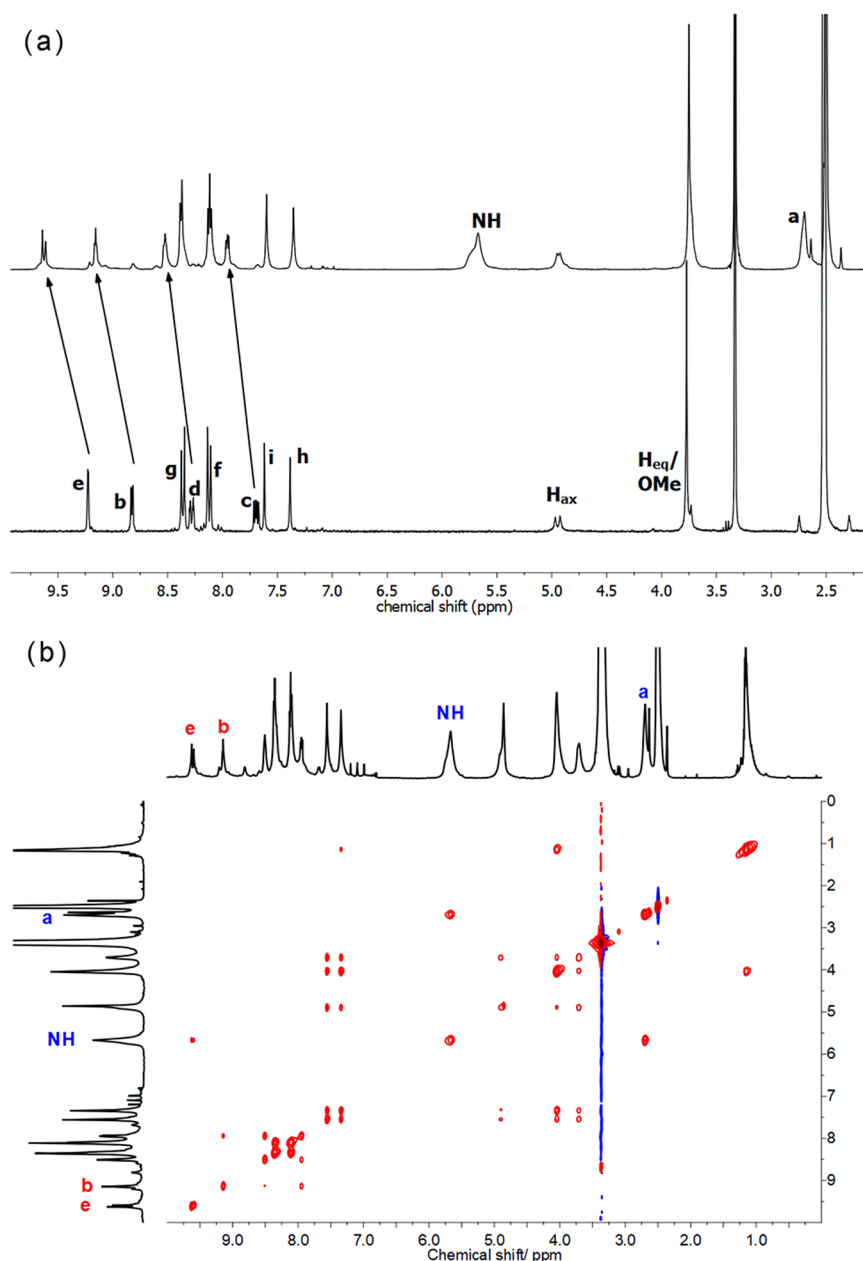 (a)
NH
a
e
b
g
d
f
c
i
h
Hax
Heq/
OMe
9.5 9.0 8.5 8.0 7.5 7.0 6.5 6.0 5.5 5.0 4.5 4.0 3.5 3.0 2.5
chemical shift (ppm)
(b)
e
b
NH
a
a
NH
b
e
0
1
2
3
4
5
6
7
8
9
9.0 8.0 7.0 6.0 5.0 4.0 3.0 2.0 1.0
Chemical shift/ ppm